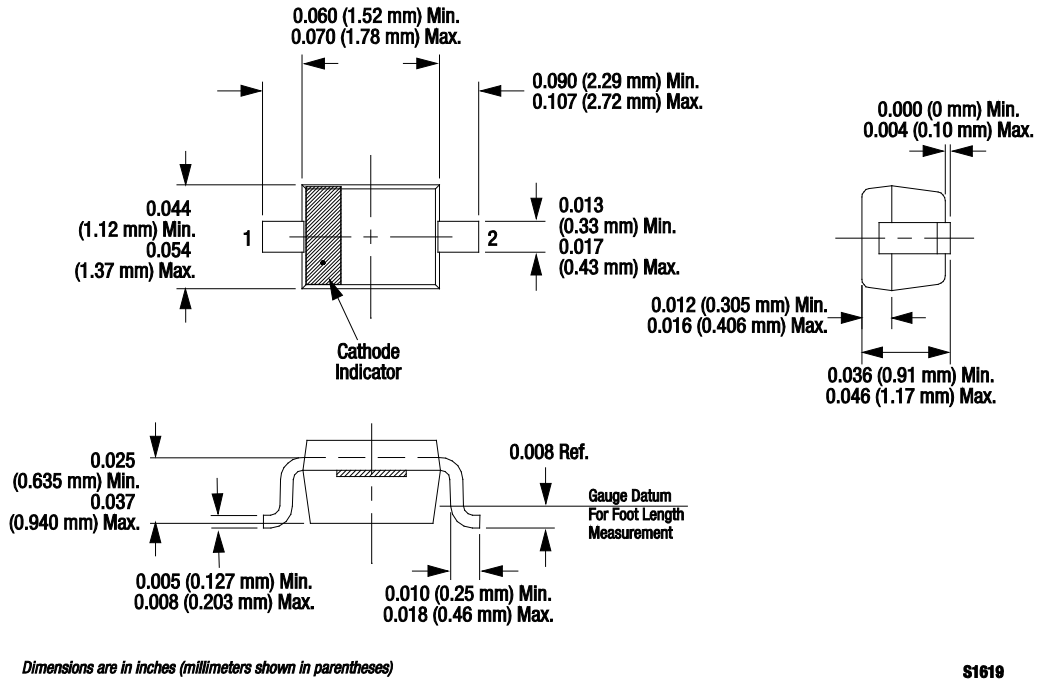 0.060 (1.52 mm) Min.
0.070 (1.78 mm) Max.
0.090 (2.29 mm) Min.
0.107 (2.72 mm) Max.
0.000 (0 mm) Min.
0.004 (0.10 mm) Max.
0.044
(1.12 mm) Min.
0.054
(1.37 mm) Max.
1
2
0.013
(0.33 mm) Min.
0.017
(0.43 mm) Max.
0.012 (0.305 mm) Min.
0.016 (0.406 mm) Max.
Cathode
Indicator
0.036 (0.91 mm) Min.
0.046 (1.17 mm) Max.
0.025
(0.635 mm) Min.
0.037
(0.940 mm) Max.
0.008 Ref.
Gauge Datum
For Foot Length
Measurement
0.005 (0.127 mm) Min.
0.008 (0.203 mm) Max.
0.010 (0.25 mm) Min.
0.018 (0.46 mm) Max.
Dimensions are in inches (millimeters shown in parentheses)
S1619